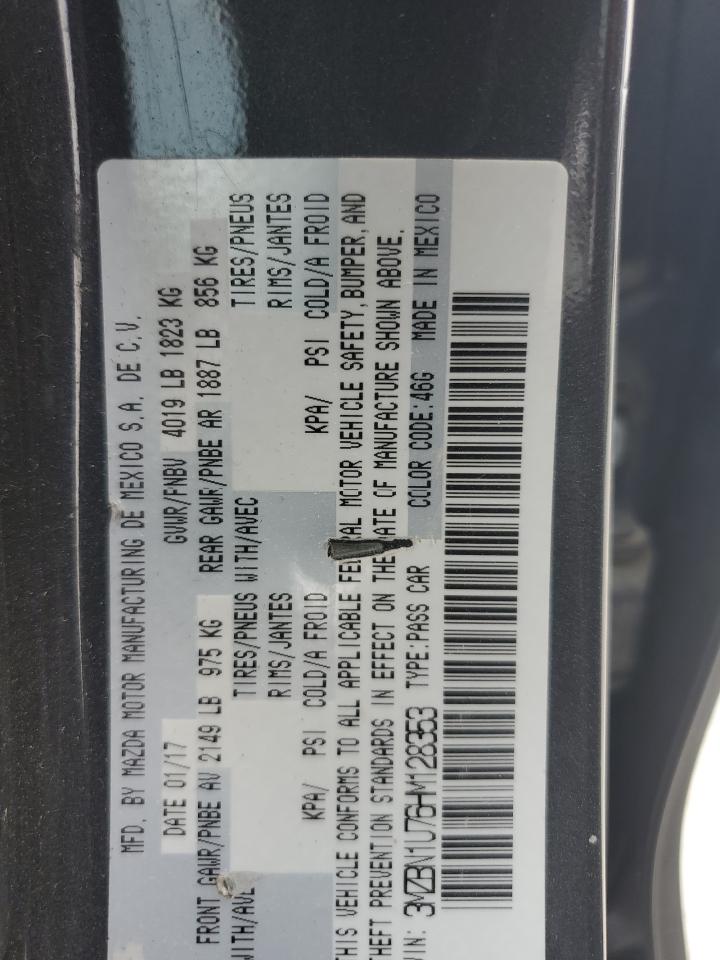 MFD. BY MAZDA MOTOR MANUFACTURING DE MEXICO S.A. DE C.V.
DATE 01/17 GVWR/PNBV 4019 LB 1823 KG
FRONT GAWR/PNBE AV 2149 LB 975 KG REAR GAWR/PNBE AR 1887 LB 856 KG
WITH/AVEC TIRES/PNEUS WITH/AVEC TIRES/PNEUS
RIMS/JANTES RIMS/JANTES
KPA/ PSI COLD/A FROID KPA/ PSI COLD/A FROID
THIS VEHICLE CONFORMS TO ALL APPLICABLE FEDERAL MOTOR VEHICLE SAFETY, BUMPER, AND
THEFT PREVENTION STANDARDS IN EFFECT ON THE DATE OF MANUFACTURE SHOWN ABOVE.
VIN: 3MZBN1U76HM128353 TYPE:PASS CAR COLOR CODE:46G MADE IN MEXICO